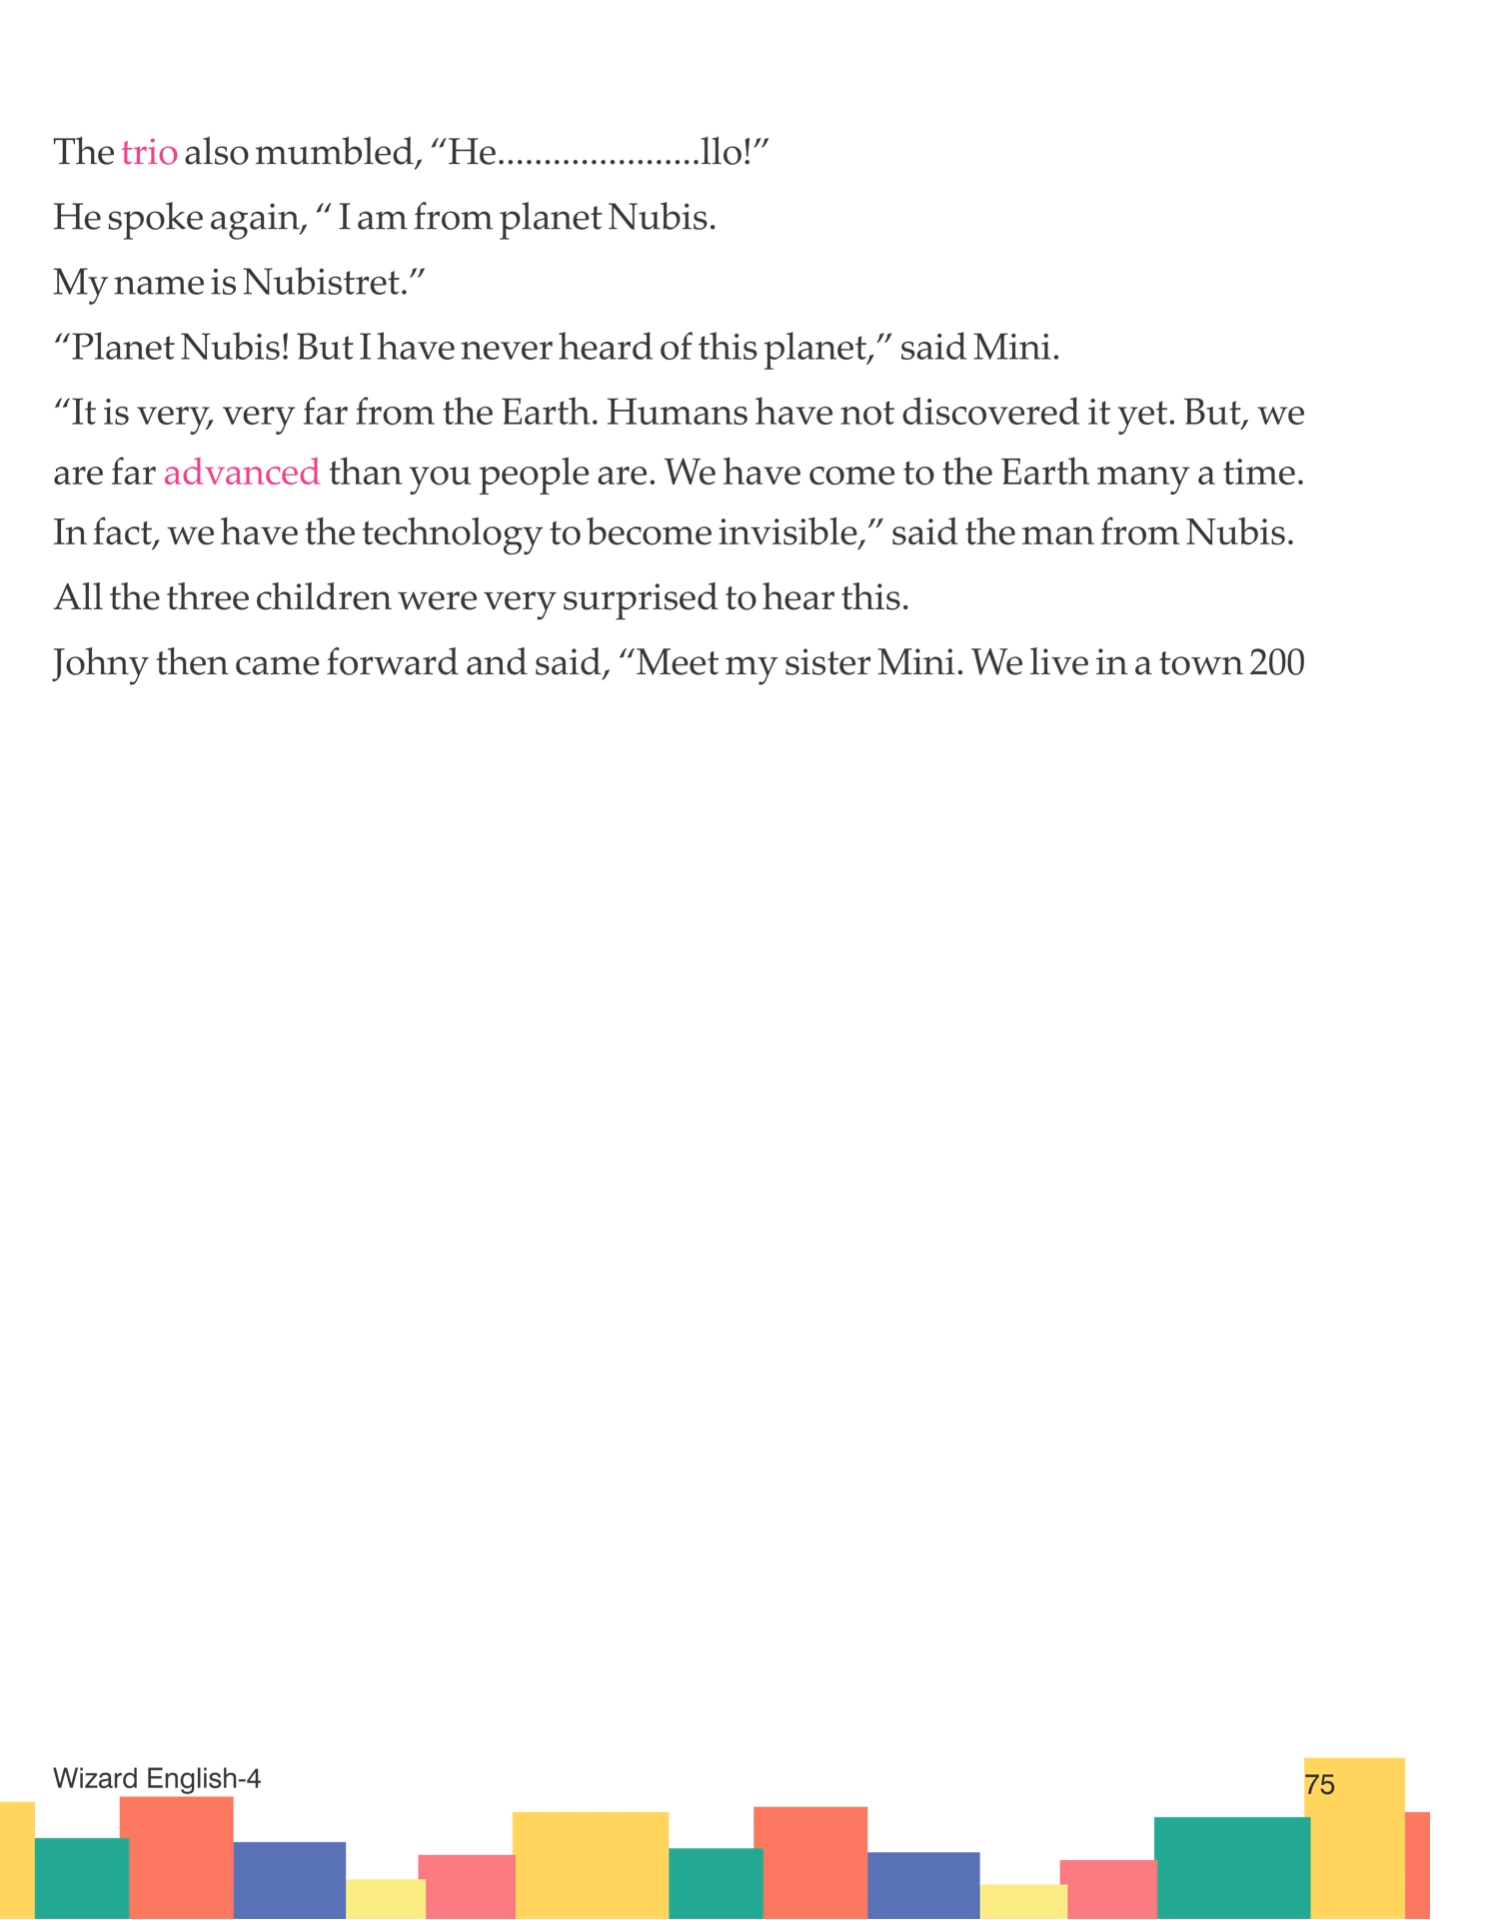 The trio also mumbled, “He......................llo!”
He spoke again, “ I am from planet Nubis.
My name is Nubistret.”
“Planet Nubis! But I have never heard of this planet,” said Mini.
“It is very, very far from the Earth. Humans have not discovered it yet. But, we
are far advanced than you people are. We have come to the Earth many a time.
In fact, we have the technology to become invisible,” said the man from Nubis.
All the three children were very surprised to hear this.
Johny then came forward and said, “Meet my sister Mini. We live in a town 200
Wizard English-4
75